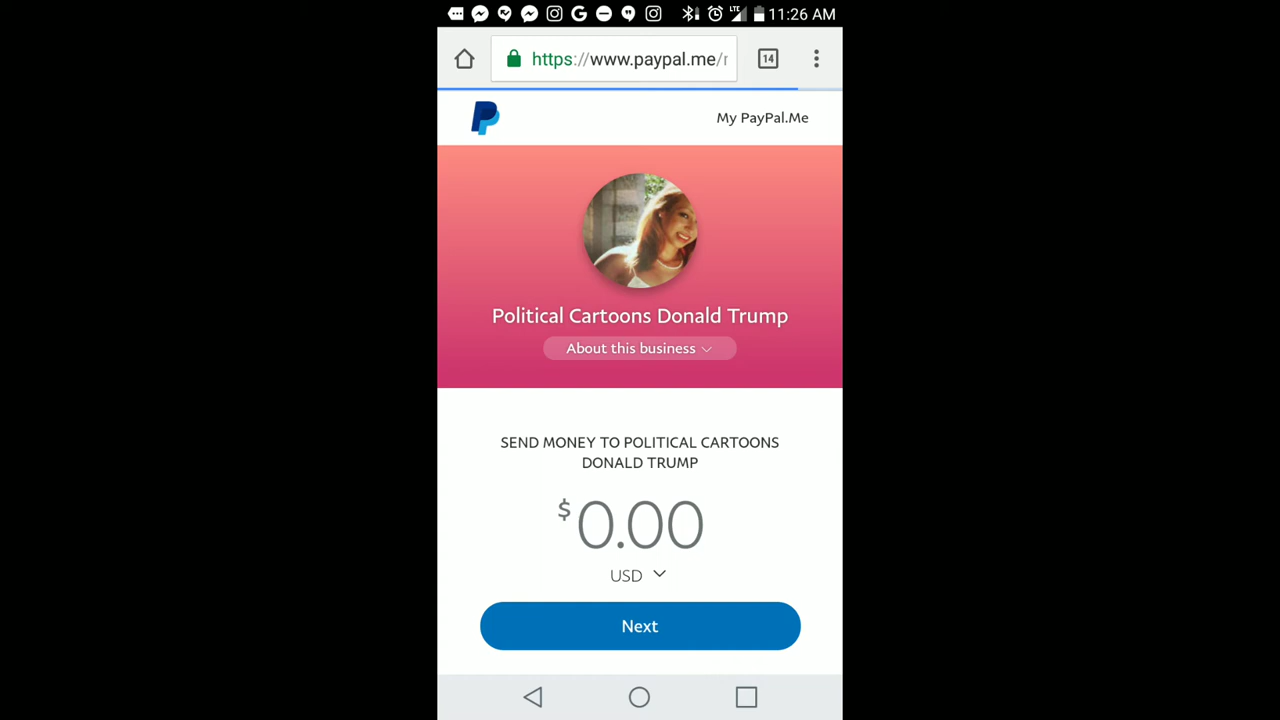 11:26 AM
https://www.paypal.me/
14
My PayPal.Me
Political Cartoons Donald Trump
About this business
SEND MONEY TO POLITICAL CARTOONS
DONALD TRUMP
$0.00
USD
Next